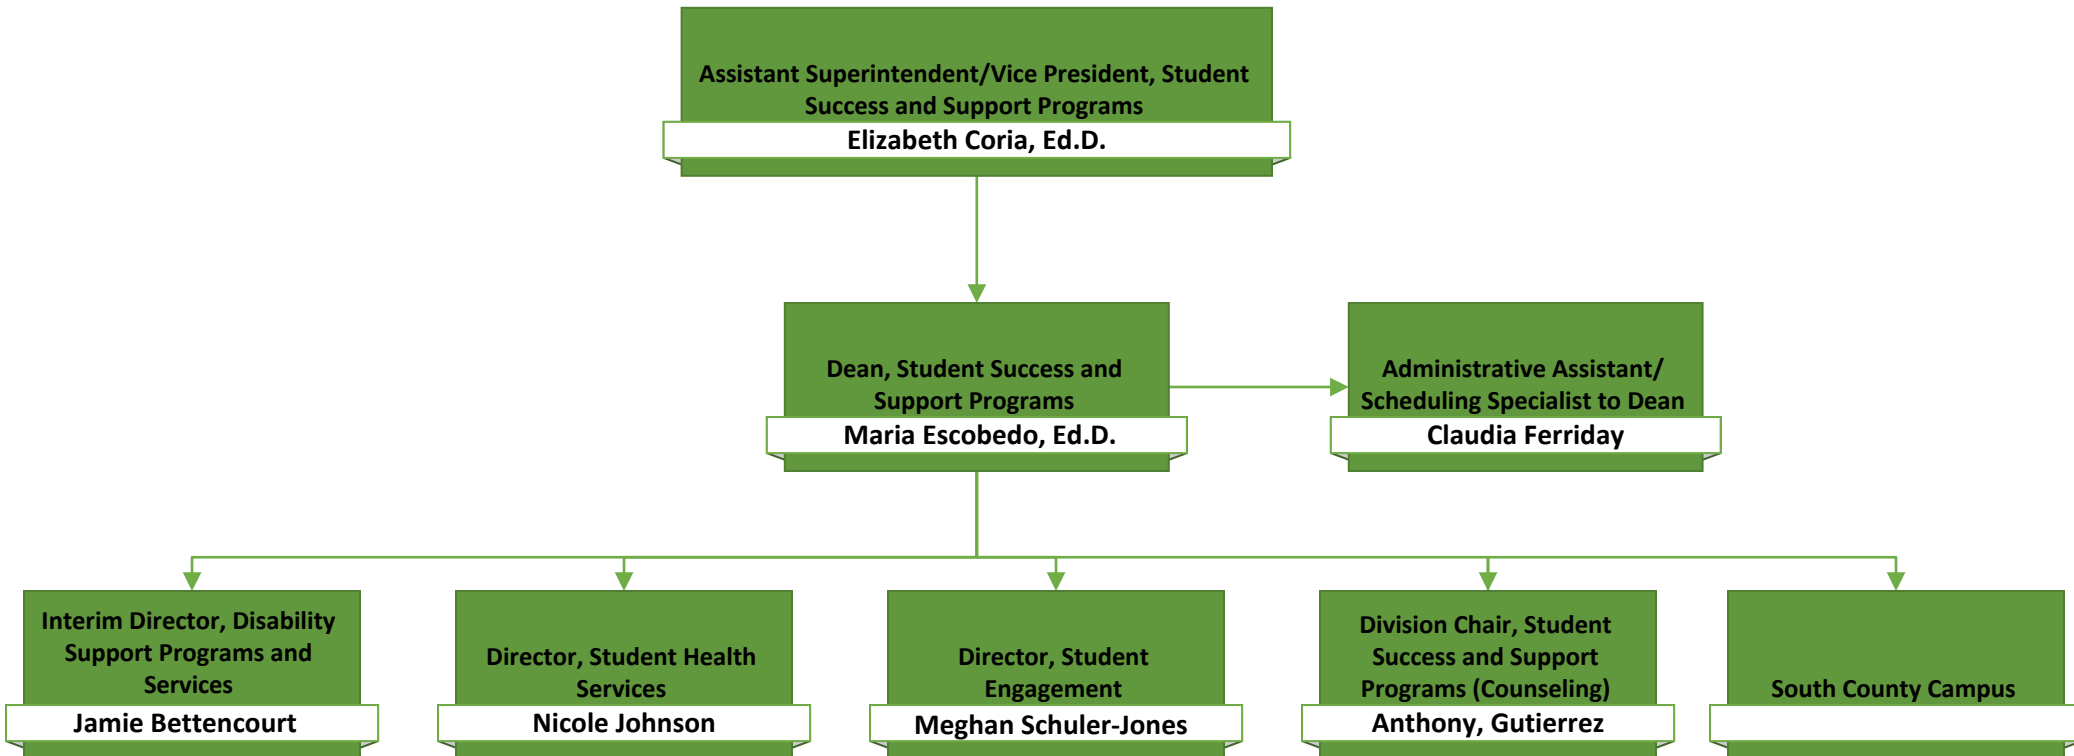 Assistant Superintendent/Vice President, Student
Success and Support Programs
Elizabeth Coria, Ed.D.
Dean, Student Success and
Support Programs
Maria Escobedo, Ed.D.
Administrative Assistant/
Scheduling Specialist to Dean
Claudia Ferriday
Interim Director, Disability
Support Programs and
Services
Jamie Bettencourt
Director, Student Health
Services
Nicole Johnson
Director, Student
Engagement
Meghan Schuler-Jones
Division Chair, Student
Success and Support
Programs (Counseling)
Anthony, Gutierrez
South County Campus